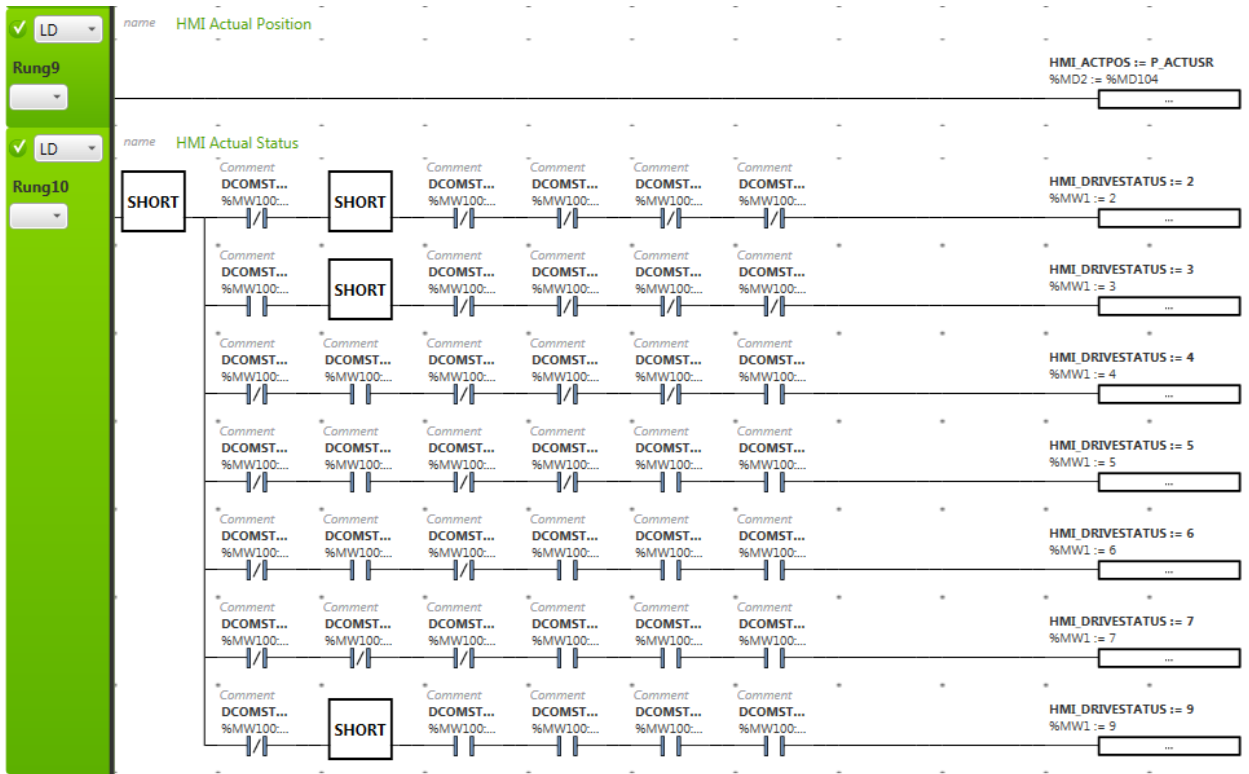 LD
name HMI Actual Position
Rung9
HMI_ACTPOS := P_ACTUSR
%MD2 := %MD104
...
LD
name HMI Actual Status
Rung10
Comment Comment Comment Comment Comment
SHORT DCOMST... SHORT DCOMST... DCOMST... DCOMST... DCOMST... HMI_DRIVESTATUS := 2
%MW100:... %MW100:... %MW100:... %MW100:... %MW100:... %MW1 := 2
...
Comment Comment Comment Comment Comment
DCOMST... SHORT DCOMST... DCOMST... DCOMST... DCOMST... HMI_DRIVESTATUS := 3
%MW100:... %MW100:... %MW100:... %MW100:... %MW100:... %MW1 := 3
...
Comment Comment Comment Comment Comment Comment
DCOMST... DCOMST... DCOMST... DCOMST... DCOMST... DCOMST... HMI_DRIVESTATUS := 4
%MW100:... %MW100:... %MW100:... %MW100:... %MW100:... %MW100:... %MW1 := 4
...
Comment Comment Comment Comment Comment Comment
DCOMST... DCOMST... DCOMST... DCOMST... DCOMST... DCOMST... HMI_DRIVESTATUS := 5
%MW100:... %MW100:... %MW100:... %MW100:... %MW100:... %MW100:... %MW1 := 5
...
Comment Comment Comment Comment Comment Comment
DCOMST... DCOMST... DCOMST... DCOMST... DCOMST... DCOMST... HMI_DRIVESTATUS := 6
%MW100:... %MW100:... %MW100:... %MW100:... %MW100:... %MW100:... %MW1 := 6
...
Comment Comment Comment Comment Comment Comment
DCOMST... DCOMST... DCOMST... DCOMST... DCOMST... DCOMST... HMI_DRIVESTATUS := 7
%MW100:... %MW100:... %MW100:... %MW100:... %MW100:... %MW100:... %MW1 := 7
...
Comment Comment Comment Comment Comment
DCOMST... SHORT DCOMST... DCOMST... DCOMST... DCOMST... HMI_DRIVESTATUS := 9
%MW100:... %MW100:... %MW100:... %MW100:... %MW100:... %MW1 := 9
...